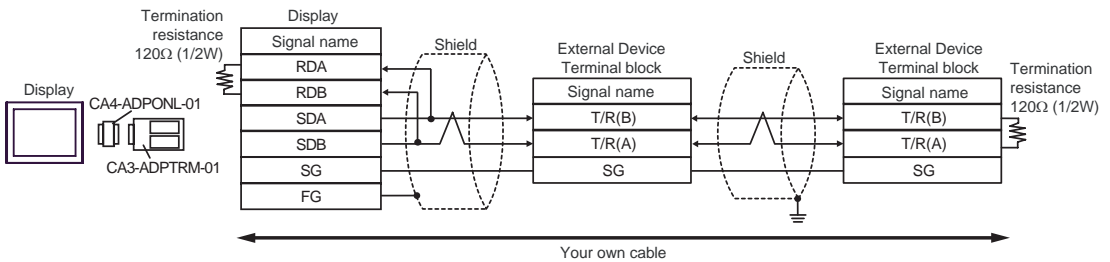 Display
CA4-ADPONL-01
CA3-ADPTRM-01
Termination
resistance
120Ω (1/2W)
Display
Signal name
RDA
RDB
SDA
SDB
SG
FG
Shield
External Device
Terminal block
Signal name
T/R(B)
T/R(A)
SG
Shield
External Device
Terminal block
Signal name
T/R(B)
T/R(A)
SG
Termination
resistance
120Ω (1/2W)
Your own cable